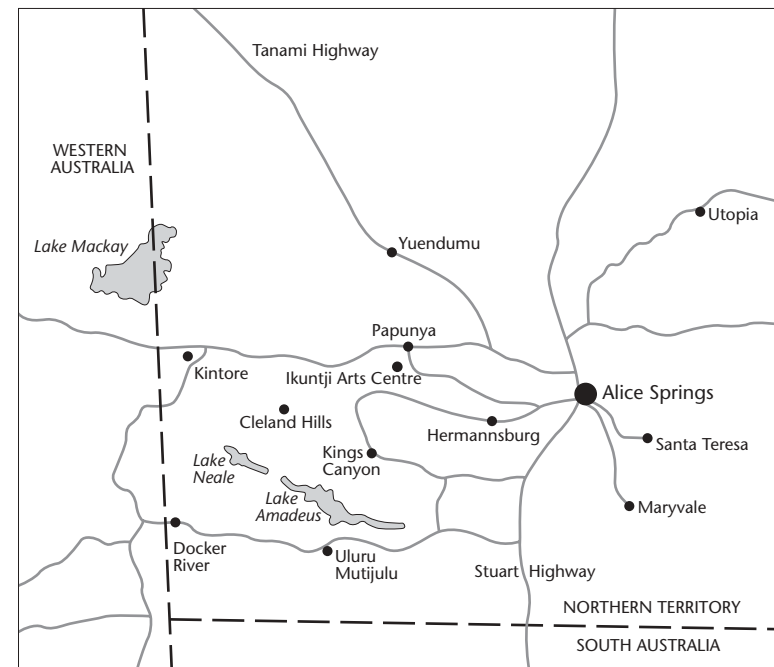 Tanami Highway
WESTERN
AUSTRALIA
Utopia
Lake Mackay
Yuendumu
Papunya
Kintore
Ikuntji Arts Centre
Alice Springs
Cleland Hills
Hermannsburg
Santa Teresa
Kings
Canyon
Lake
Neale
Lake
Amadeus
Maryvale
Docker
River
Uluru
Mutijulu
Stuart Highway
NORTHERN TERRITORY
SOUTH AUSTRALIA